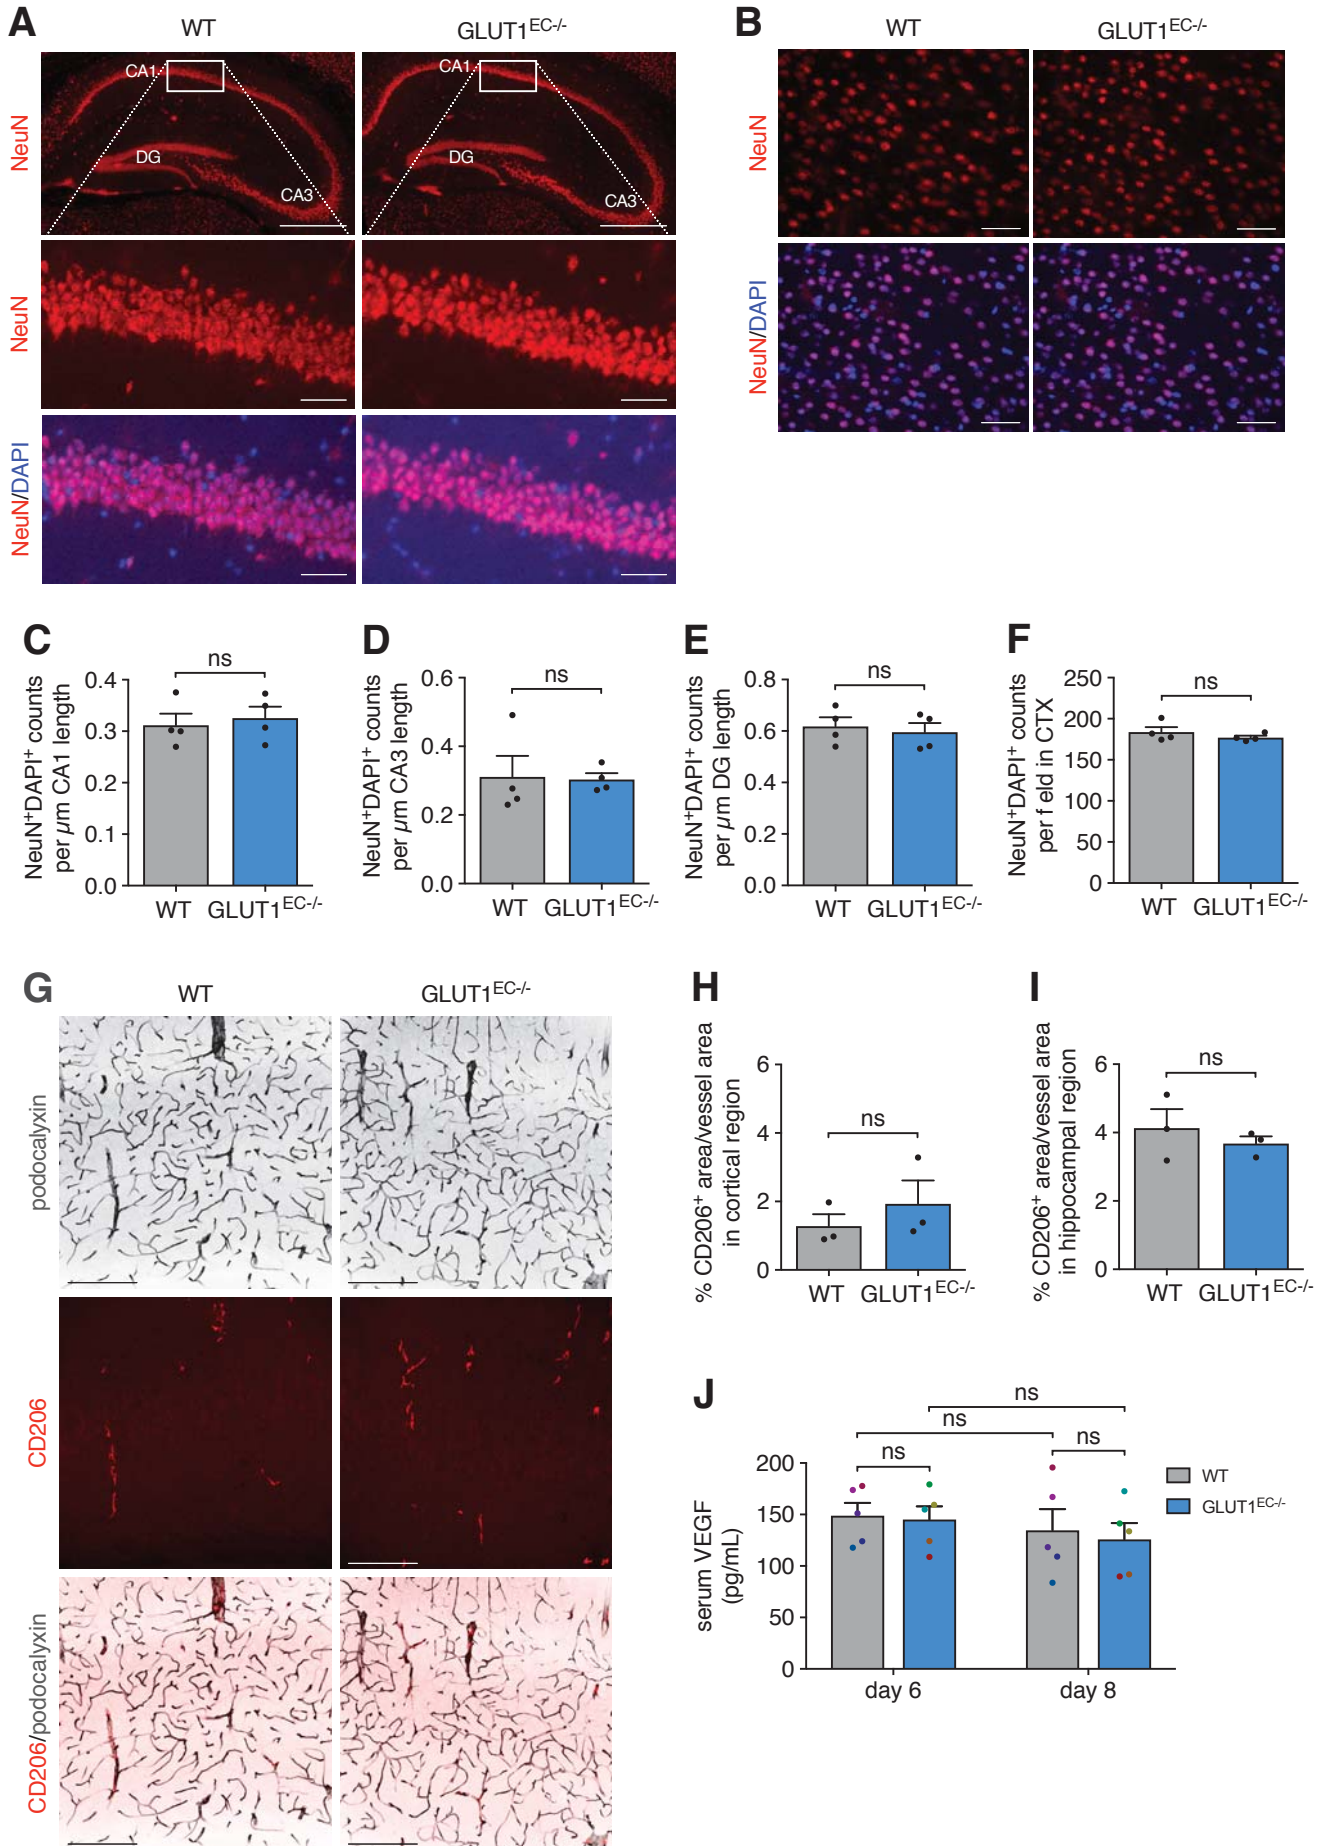 A
WT
GLUT1EC-/-
NeuN
CA1
DG
CA3
CA1
DG
CA3
NeuN
NeuN/DAPI
B
WT
GLUT1EC-/-
NeuN
NeuN/DAPI
C
NeuN+DAPI+ counts
per µm CA1 length
0.4
0.3
0.2
0.1
0.0
ns
WT
GLUT1EC-/-
D
NeuN+DAPI+ counts
per µm CA3 length
0.6
0.4
0.2
0.0
ns
WT
GLUT1EC-/-
E
NeuN+DAPI+ counts
per µm DG length
0.8
0.6
0.4
0.2
0.0
ns
WT
GLUT1EC-/-
F
NeuN+DAPI+ counts
per f eld in CTX
250
200
150
100
50
0
ns
WT
GLUT1EC-/-
G
WT
GLUT1EC-/-
podocalyxin
CD206
CD206/podocalyxin
H
% CD206+ area/vessel area
in cortical region
6
4
2
0
ns
WT
GLUT1EC-/-
I
% CD206+ area/vessel area
in hippocampal region
6
4
2
0
ns
WT
GLUT1EC-/-
J
serum VEGF
(pg/mL)
200
150
100
50
0
ns
ns
ns
ns
day 6
day 8
WT
GLUT1EC-/-